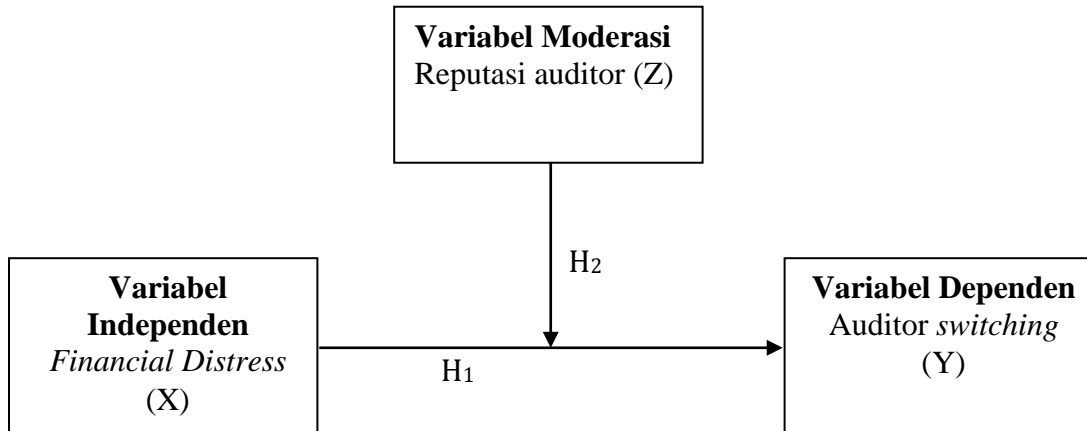 Variabel Moderasi
Reputasi auditor (Z)
H2
Variabel
Independen
Financial Distress
(X)
H1
Variabel Dependen
Auditor switching
(Y)